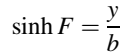 sinh F = y/b